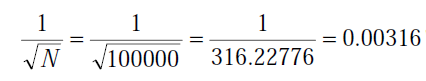 1/√N = 1/√100000 = 1/316.22776 = 0.00316